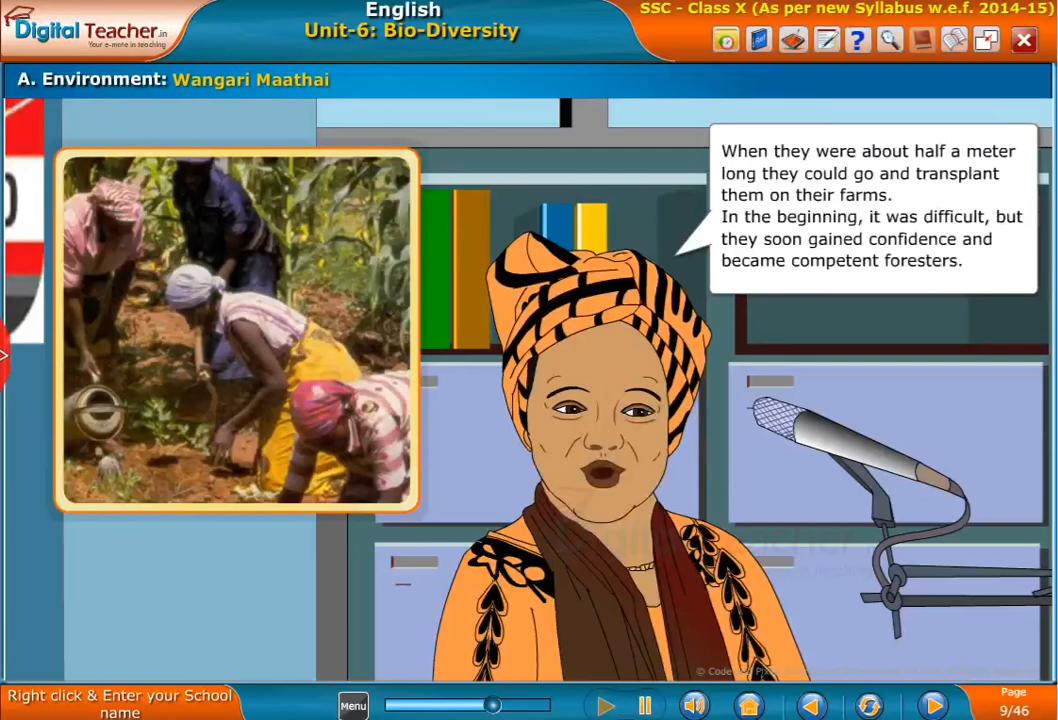 English
SSC - Class X (As per new Syllabus w.e.f. 2014-15)
Digital Teacher.in
Your e-mate in teaching
Unit-6: Bio-Diversity
A. Environment: Wangari Maathai
When they were about half a meter
long they could go and transplant
them on their farms.
In the beginning, it was difficult, but
they soon gained confidence and
became competent foresters.
Right click & Enter your School
name
Menu
Page
9/46